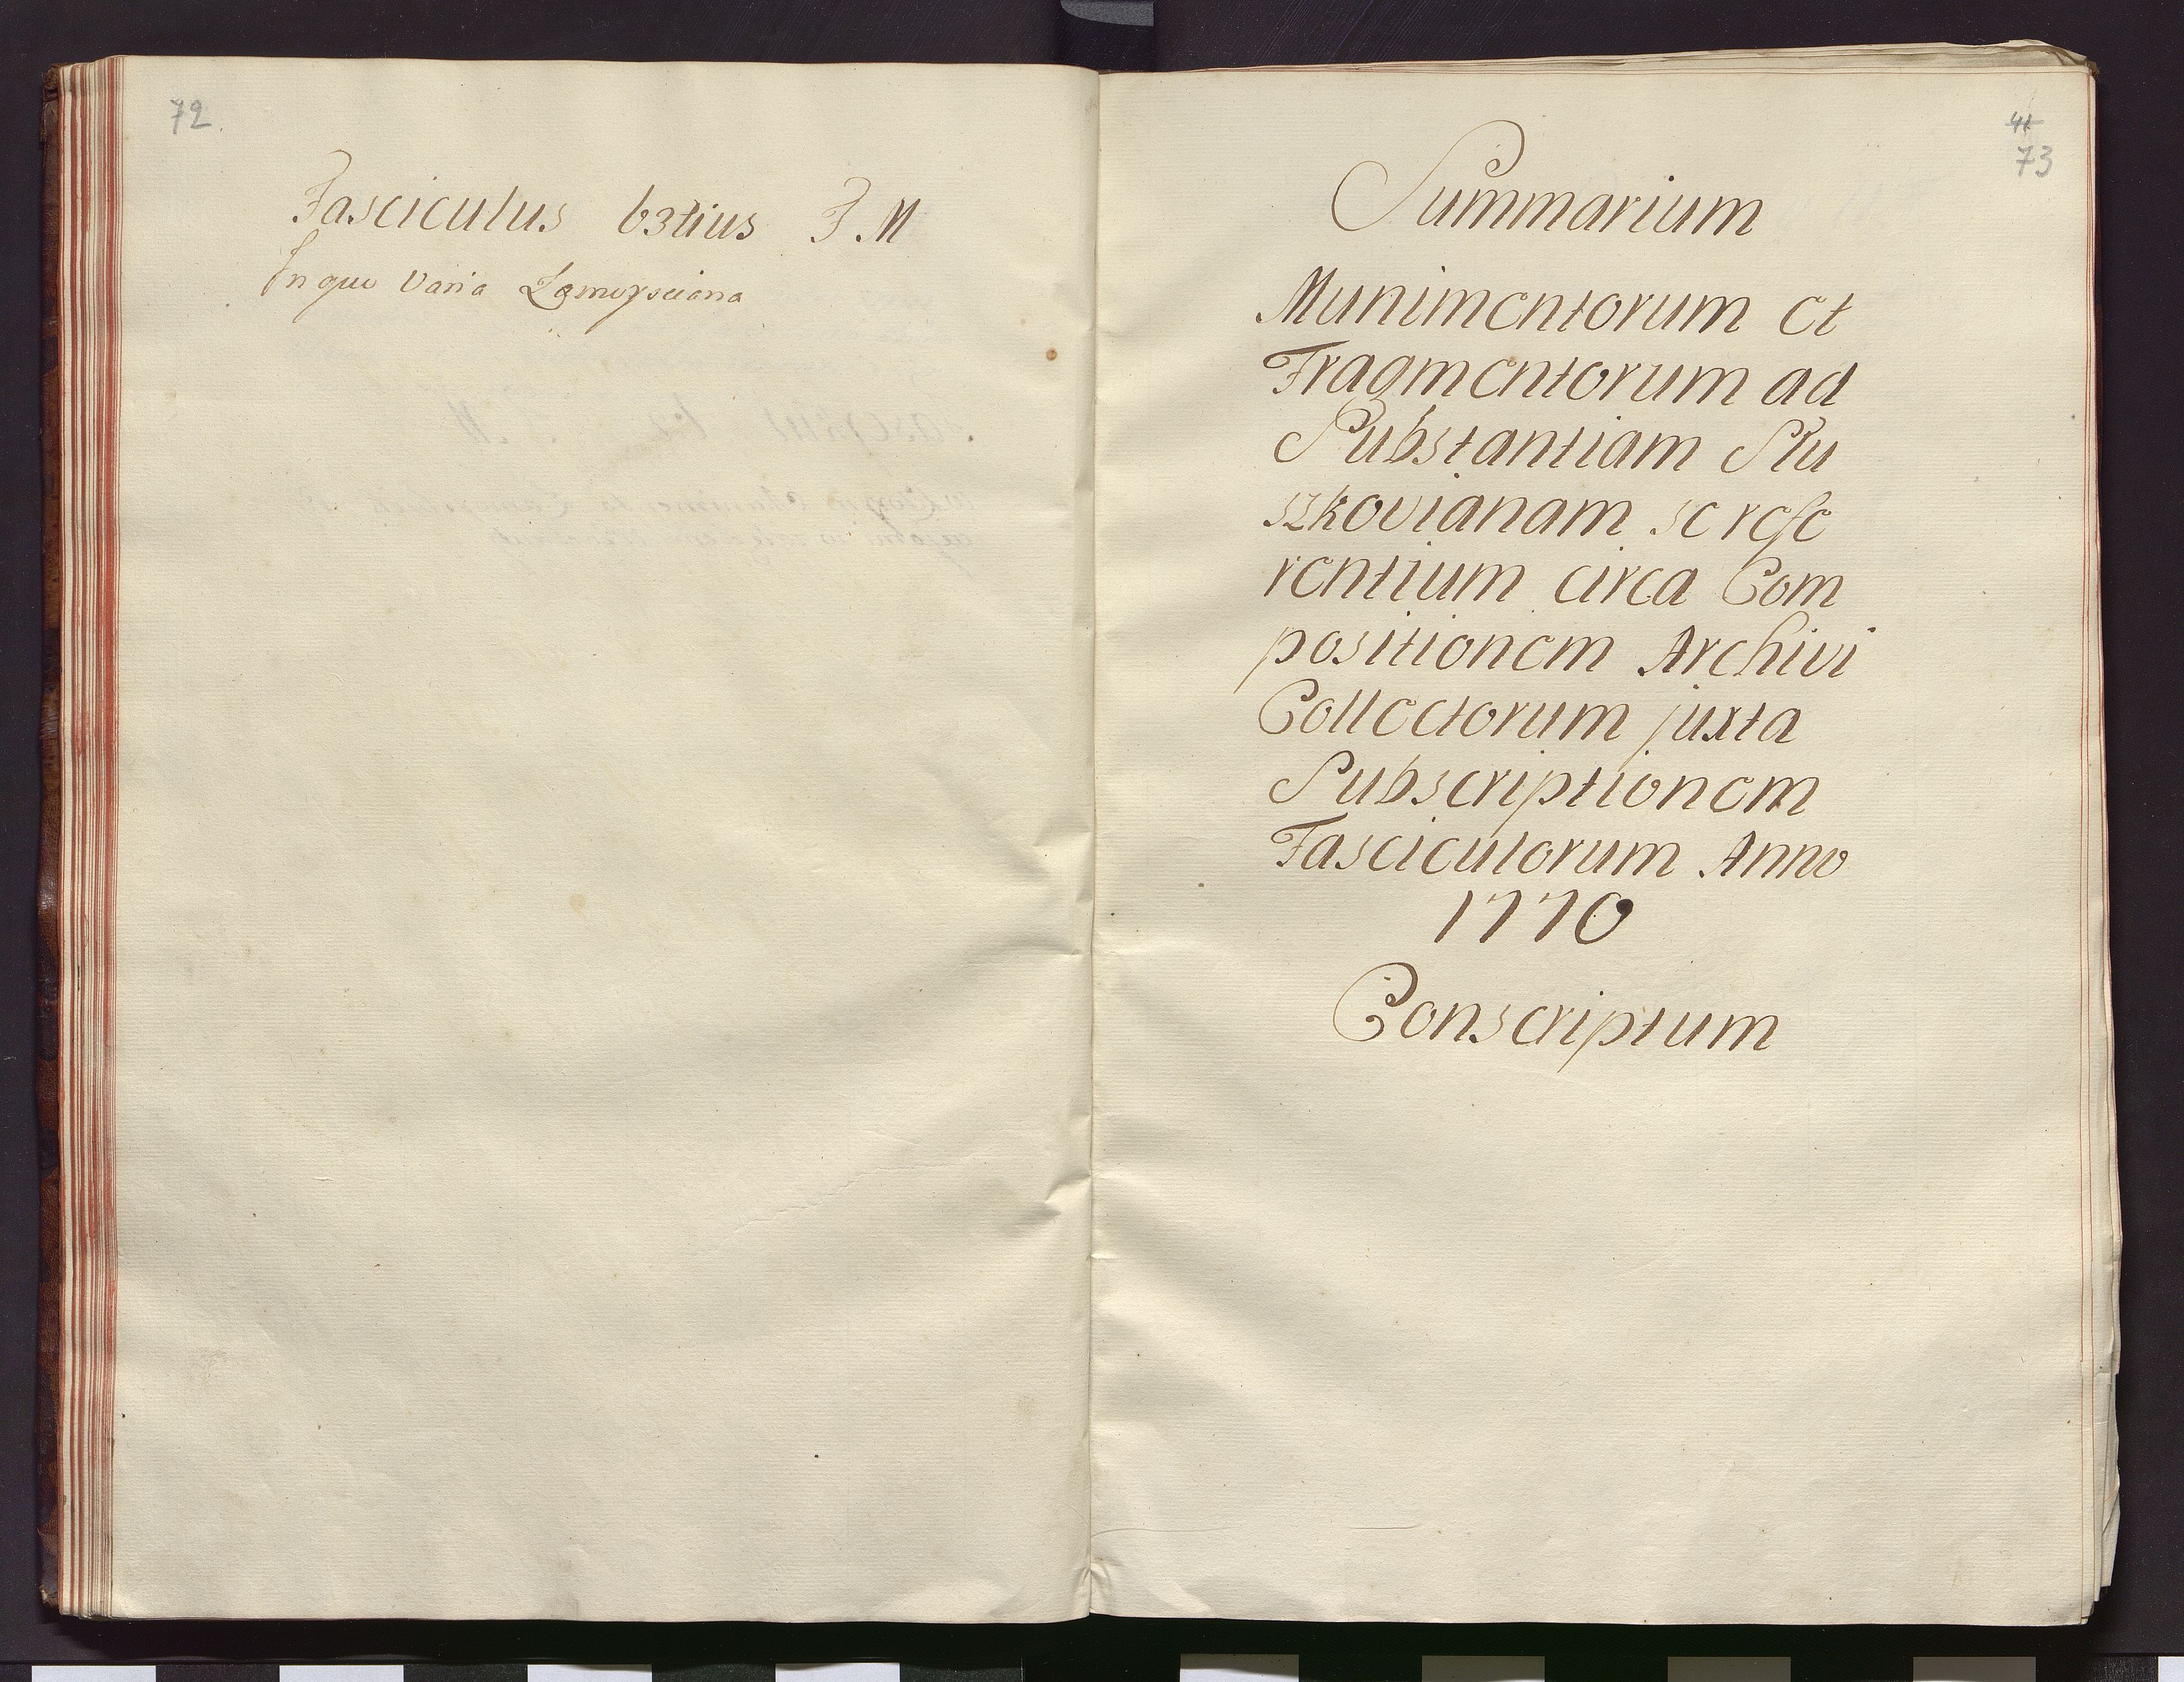 72.
Fasciculus 63tius F. M
In quo Varia Zamoysciana
41
73
Summarium
Munimentorum et
Fragmentorum ad
Substantiam Slu
szkovianam se refe
rentium circa Com
positionem Archivi
Collectorum juxta
Subscriptionem
Fasciculorum Anno
1770
Conscriptum